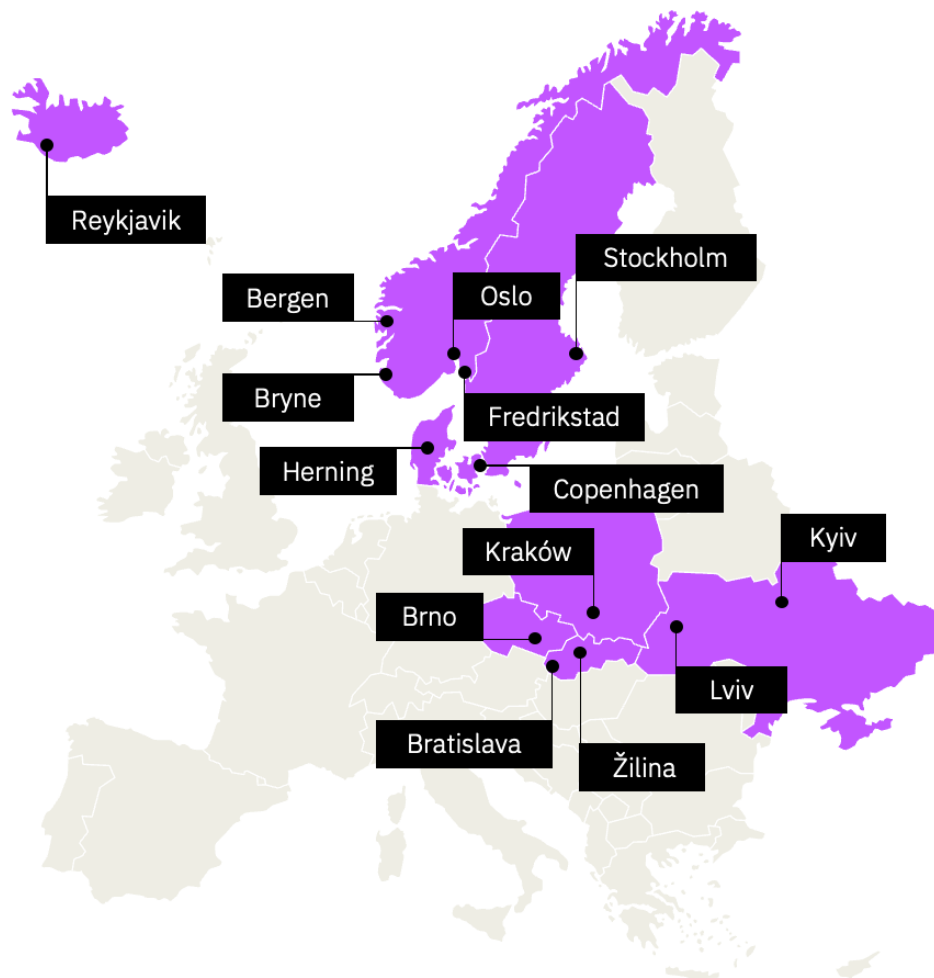 Reykjavik
Stockholm
Bergen
Oslo
Bryne
Fredrikstad
Herning
Copenhagen
Kyiv
Kraków
Brno
Lviv
Bratislava
Žilina